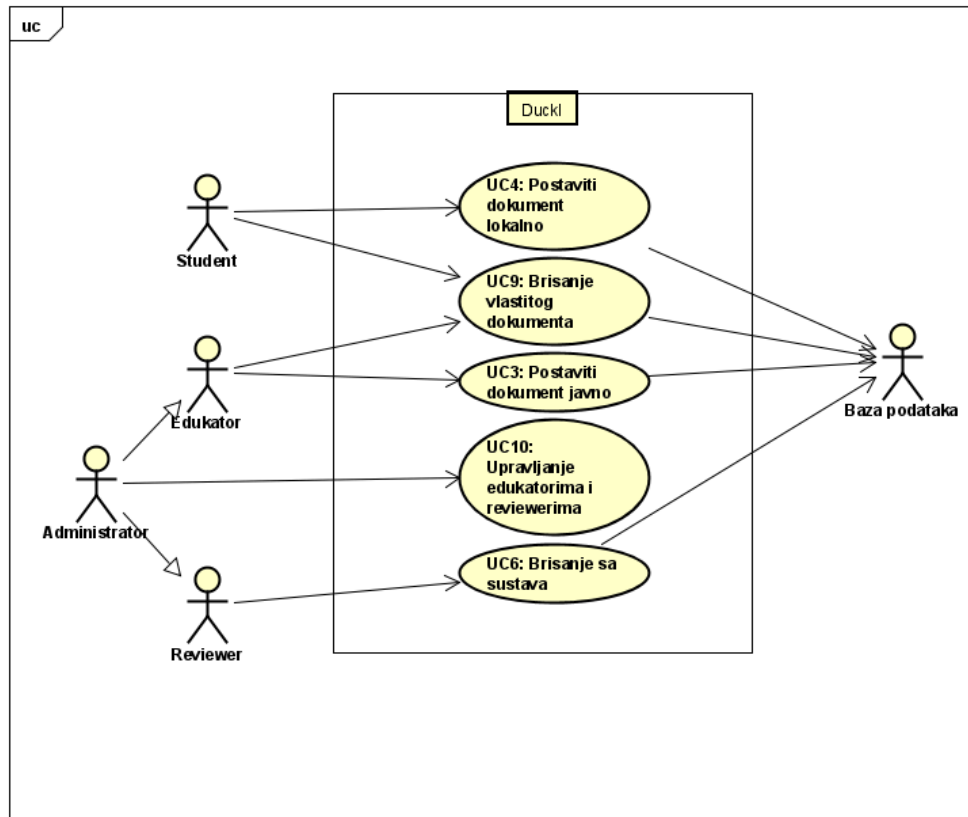 uc
Duckl
UC4: Postaviti
dokument
lokalno
Student
UC9: Brisanje
vlastitog
dokumenta
UC3: Postaviti
dokument javno
Edukator
Baza podataka
UC10:
Upravljanje
edukatorima i
reviewerima
Administrator
UC6: Brisanje sa
sustava
Reviewer